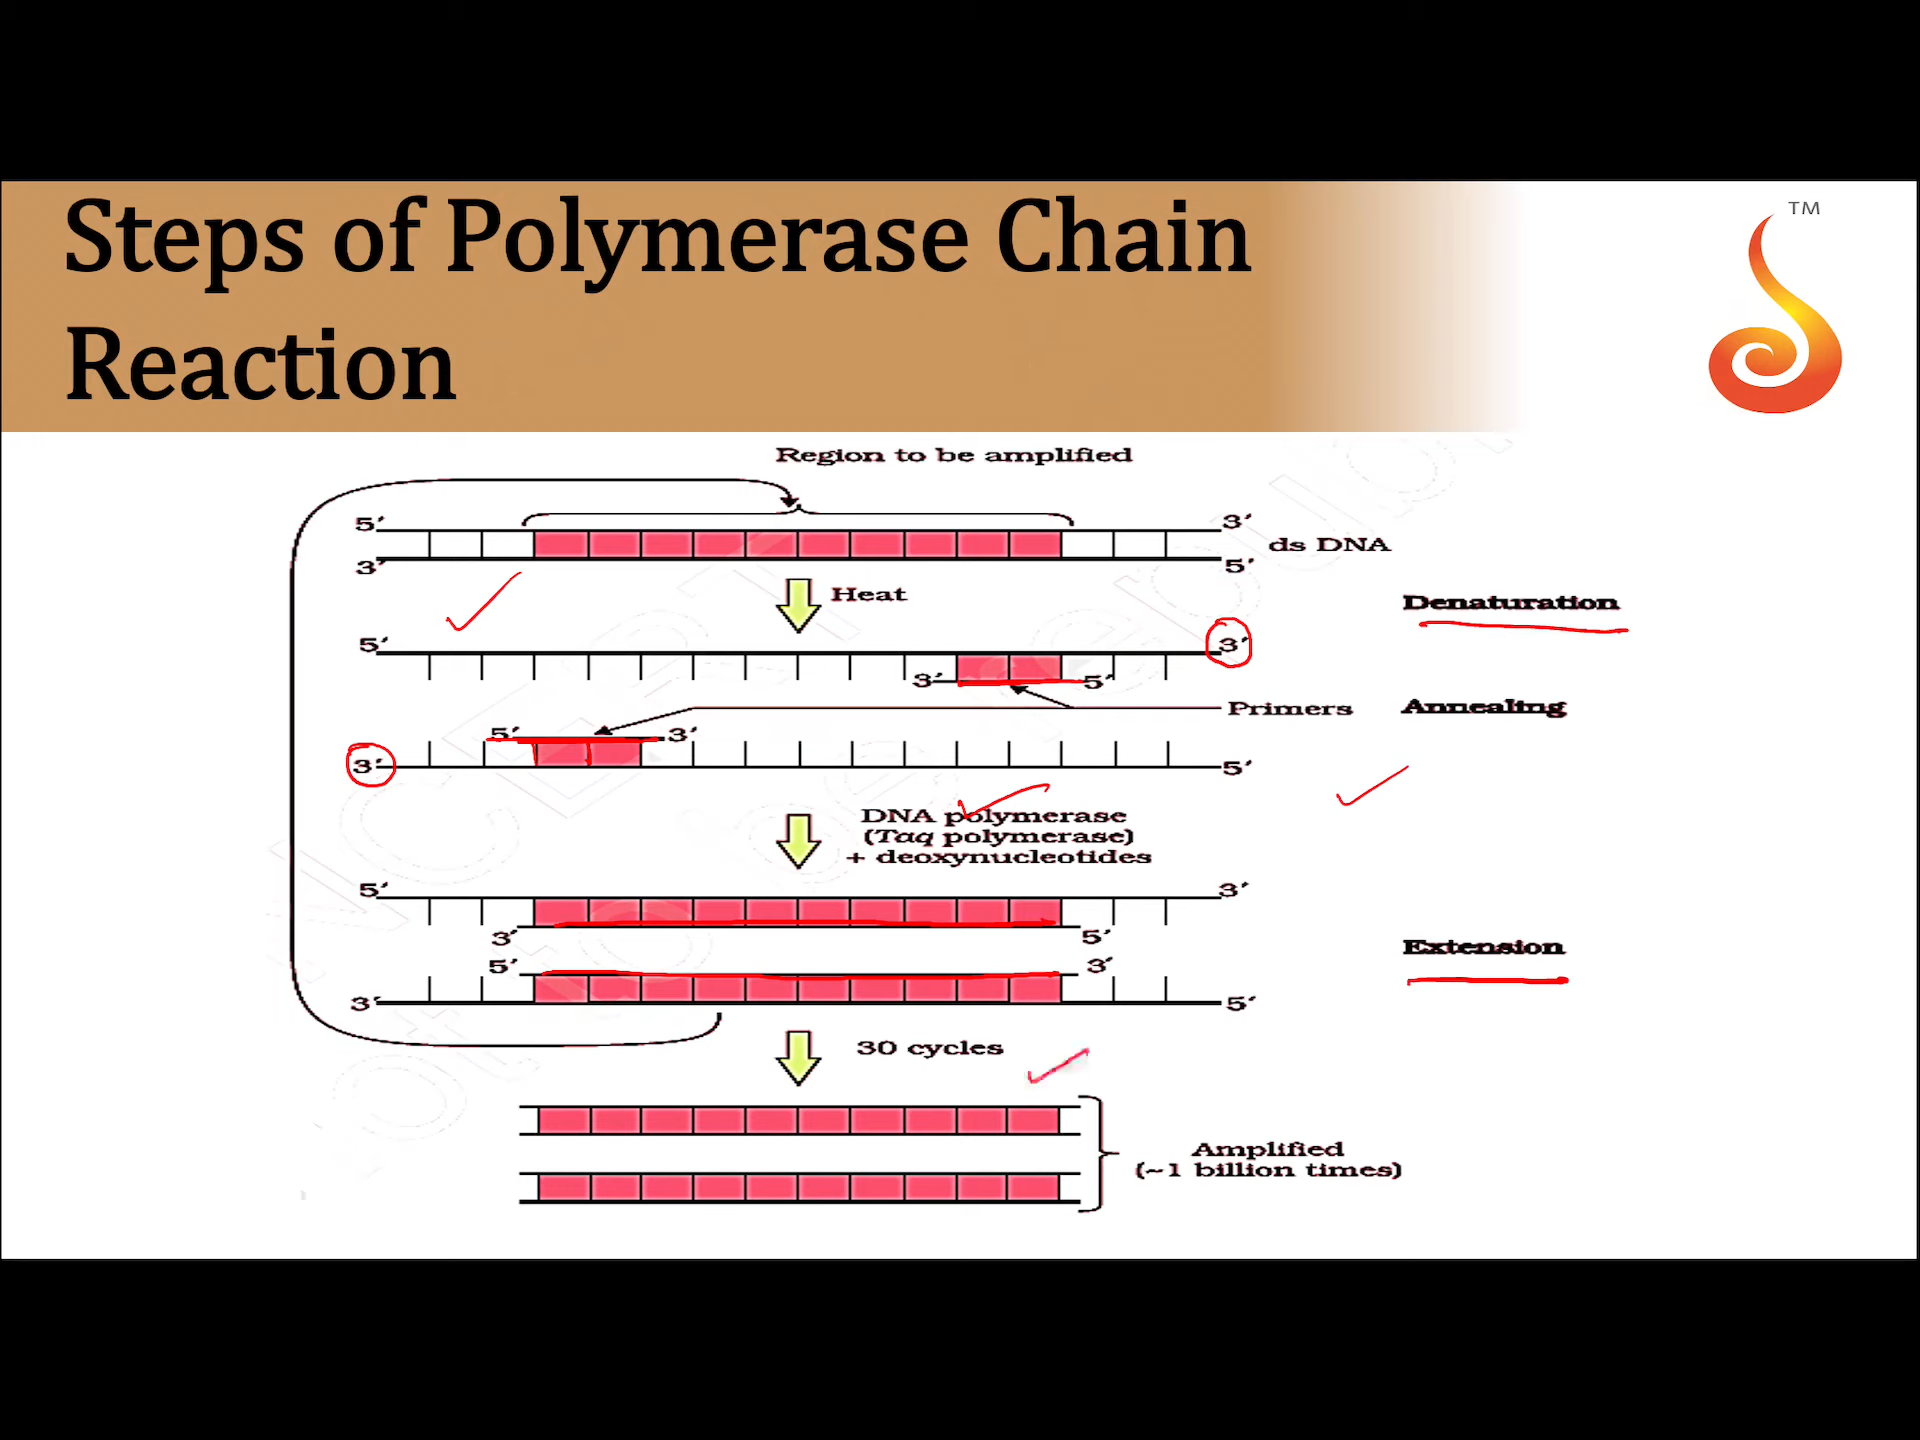 Steps of Polymerase Chain
Reaction
TM
Region to be amplified
5′ 3′
ds DNA
3′ 5′
Heat
Denaturation
5′ 3′
3′ 5′
Primers Annealing
5′ 3′
3′ 5′
DNA polymerase
(Taq polymerase)
+ deoxynucleotides
5′ 3′
3′ 5′
Extension
5′ 3′
3′ 5′
30 cycles
Amplified
(~1 billion times)